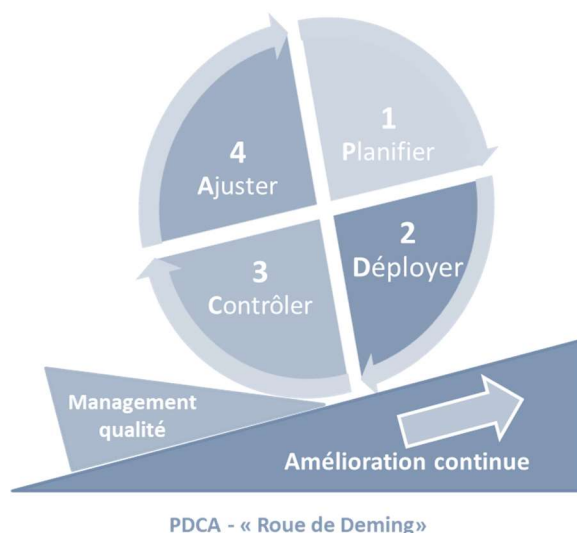 1
Planifier
2
Déployer
3
Contrôler
4
Ajuster
Management
qualité
Amélioration continue
PDCA - « Roue de Deming»